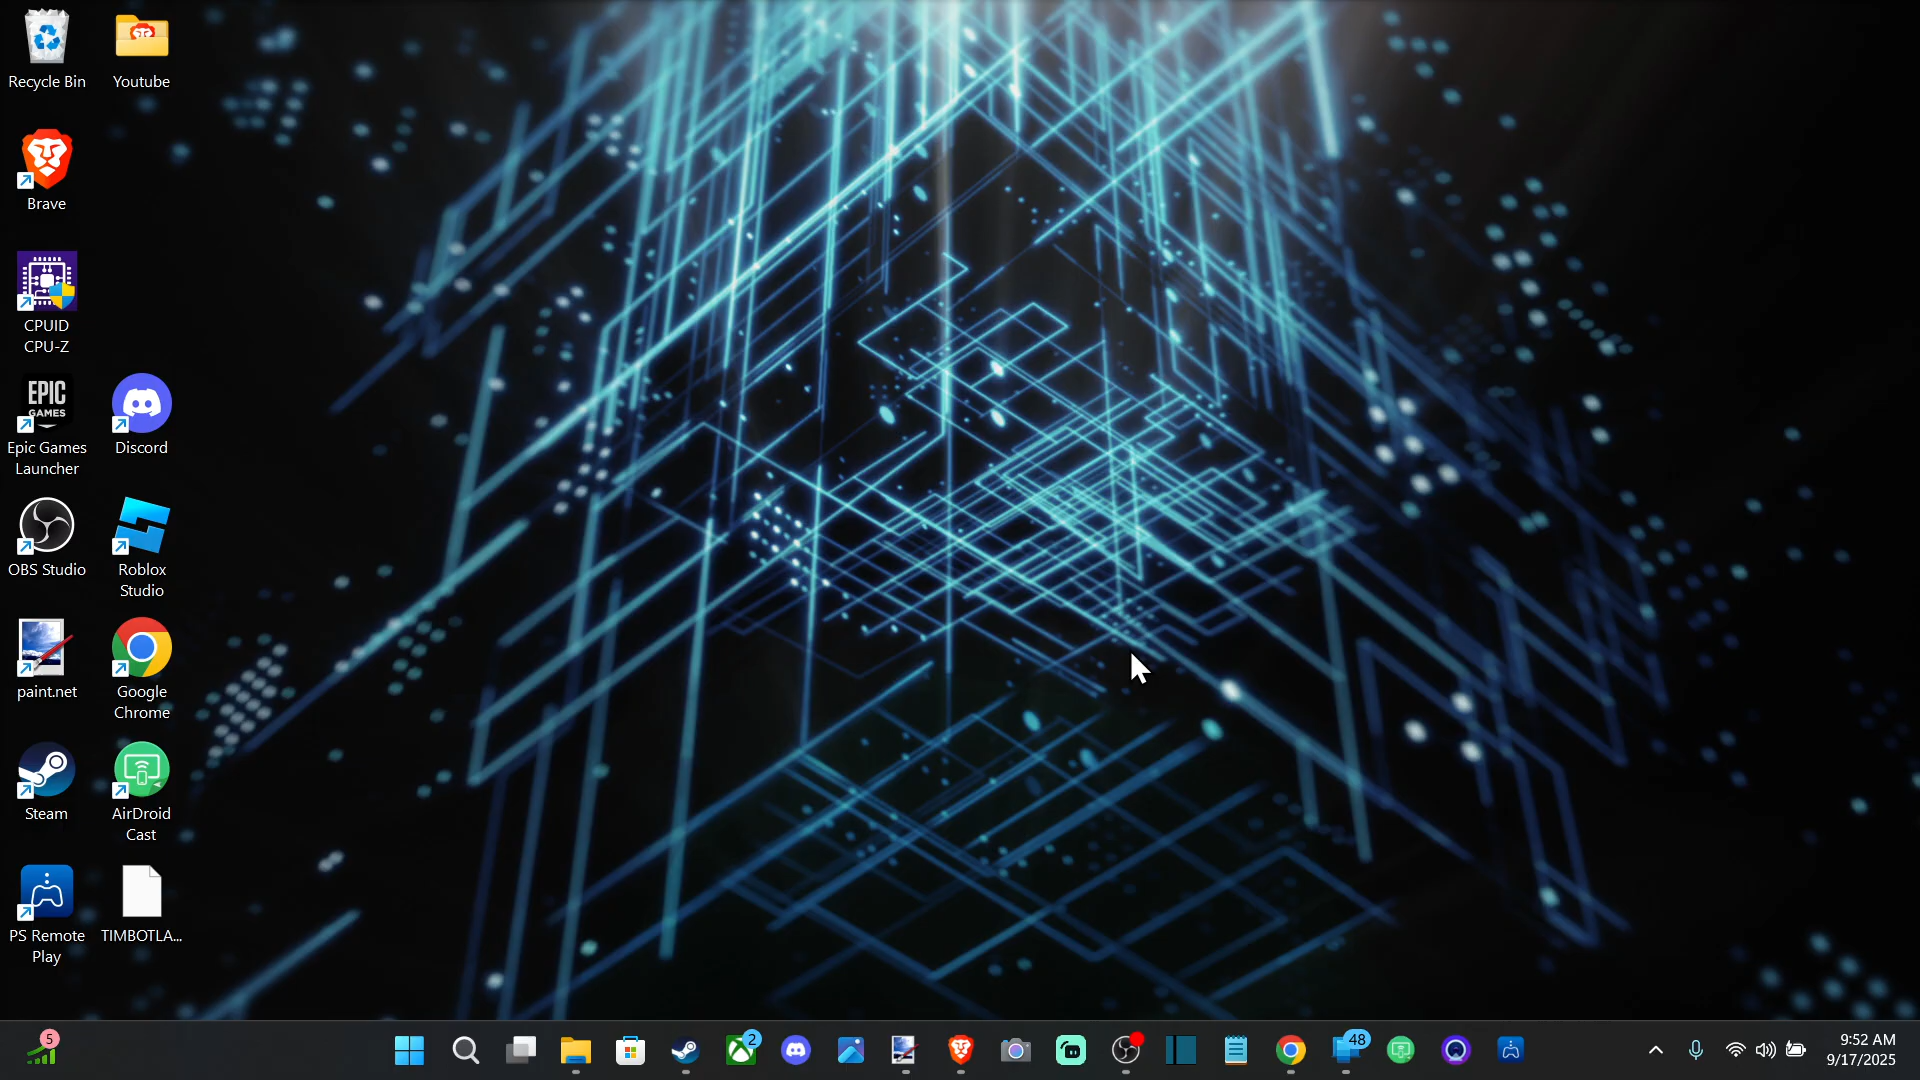 Recycle Bin
Youtube
Brave
CPUID
CPU-Z
EPIC
GAMES
Epic Games
Launcher
Discord
OBS Studio
Roblox
Studio
paint.net
Google
Chrome
Steam
AirDroid
Cast
PS Remote
Play
TIMBOTLA...
5
2
48
9:52 AM
9/17/2025